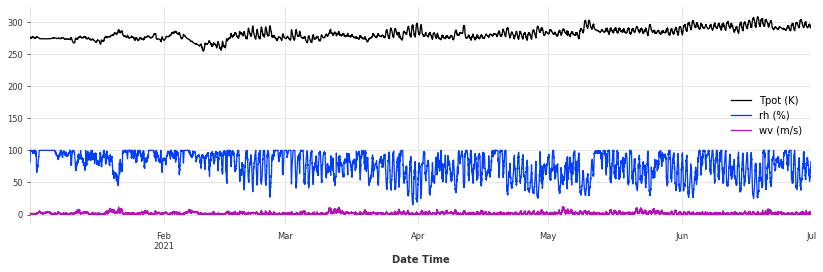 300
250
200
150
100
50
0
Tpot (K)
rh (%)
wv (m/s)
Feb
2021
Mar
Apr
May
Jun
Jul
Date Time